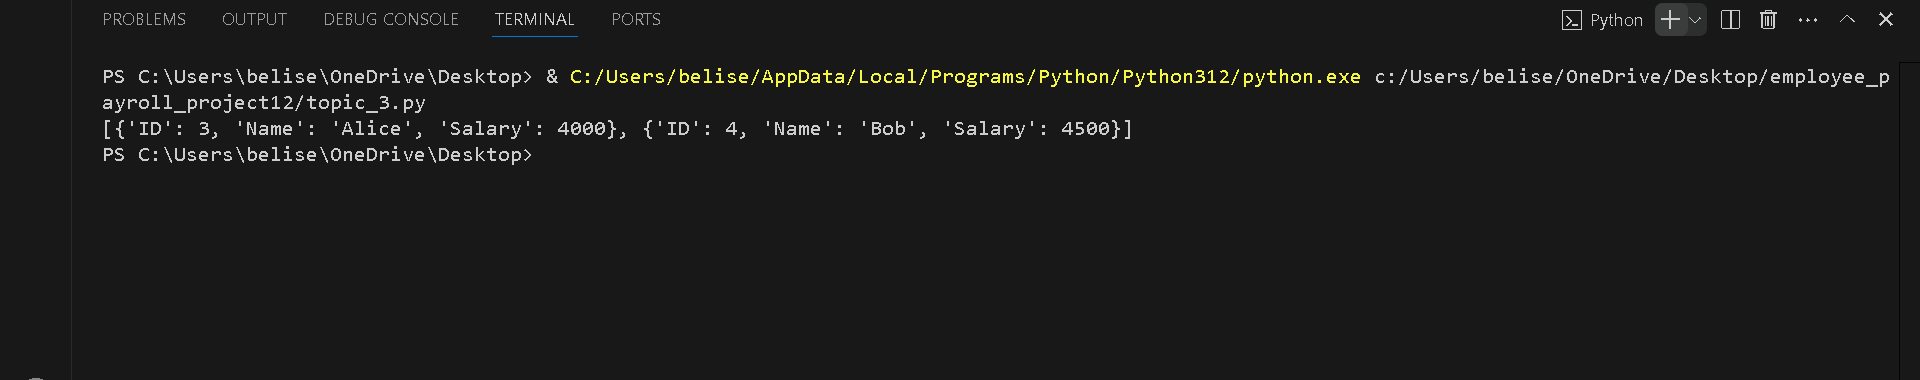 PROBLEMS OUTPUT DEBUG CONSOLE TERMINAL PORTS Python
PS C:\Users\belise\OneDrive\Desktop> & C:/Users/belise/AppData/Local/Programs/Python/Python312/python.exe c:/Users/belise/OneDrive/Desktop/employee_p
ayroll_project12/topic_3.py
[{'ID': 3, 'Name': 'Alice', 'Salary': 4000}, {'ID': 4, 'Name': 'Bob', 'Salary': 4500}]
PS C:\Users\belise\OneDrive\Desktop>